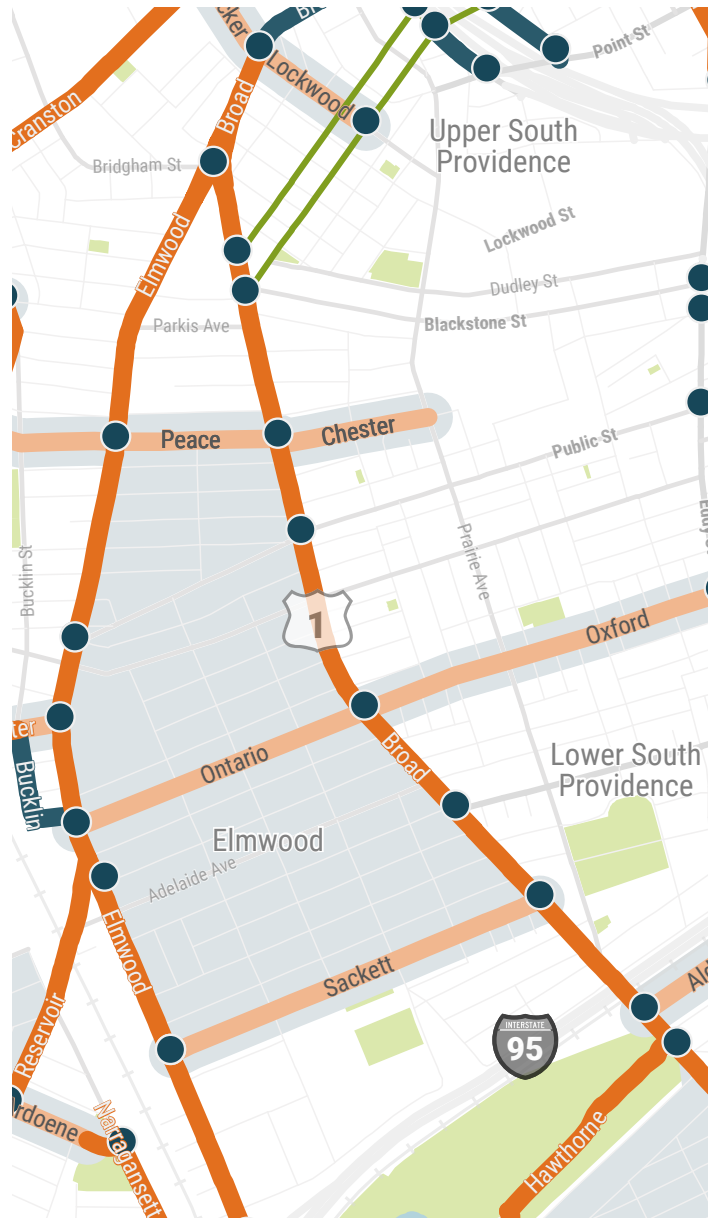 Point St
Broad
Lockwood
Cranston
Upper South
Providence
Bridgham St
Lockwood St
Elmwood
Dudley St
Parkis Ave
Blackstone St
Peace
Chester
Public St
Prairie Ave
Bucklin St
1
Oxford
Ontario
Broad
Bucklin
Lower South
Providence
Elmwood
Adelaide Ave
Elmwood
Sackett
Reservoir
INTERSTATE
95
Narragansett
Hawthorne